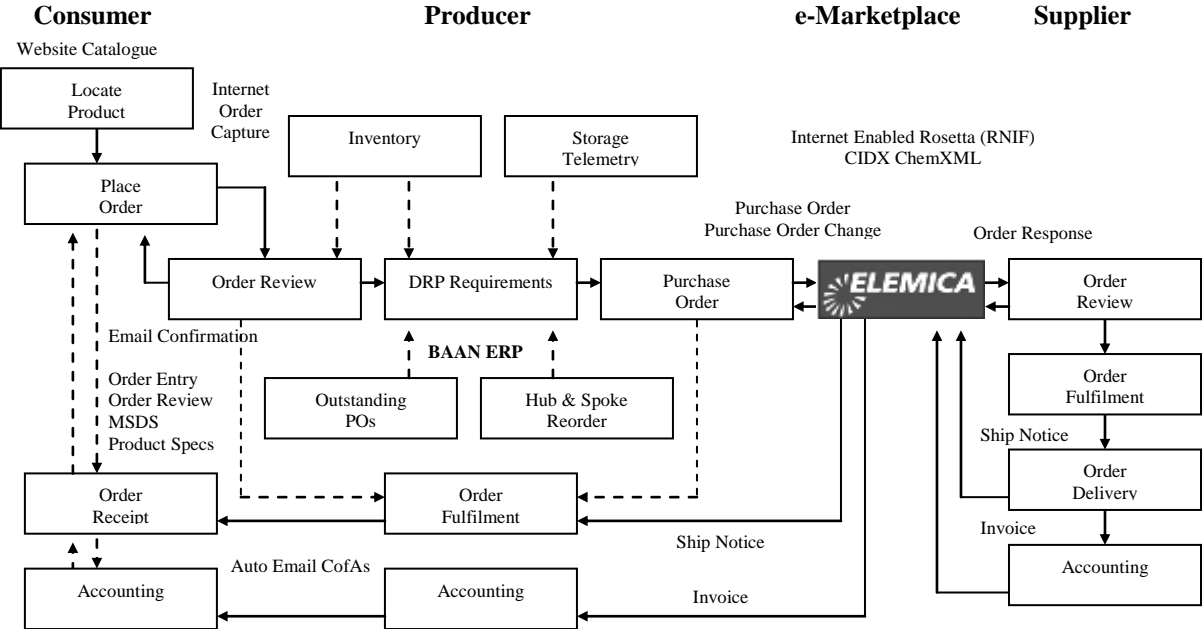 Consumer
Producer
e-Marketplace
Supplier
Website Catalogue
Locate
Product
Internet
Order
Capture
Inventory
Storage
Telemetry
Internet Enabled Rosetta (RNIF)
CIDX ChemXML
Place
Order
Purchase Order
Purchase Order Change
Order Response
Order Review
DRP Requirements
Purchase
Order
ELEMICA
Order
Review
Email Confirmation
BAAN ERP
Order Entry
Order Review
MSDS
Product Specs
Outstanding
POs
Hub & Spoke
Reorder
Order
Fulfilment
Ship Notice
Order
Receipt
Order
Fulfilment
Order
Delivery
Ship Notice
Invoice
Auto Email CofAs
Accounting
Accounting
Invoice
Accounting